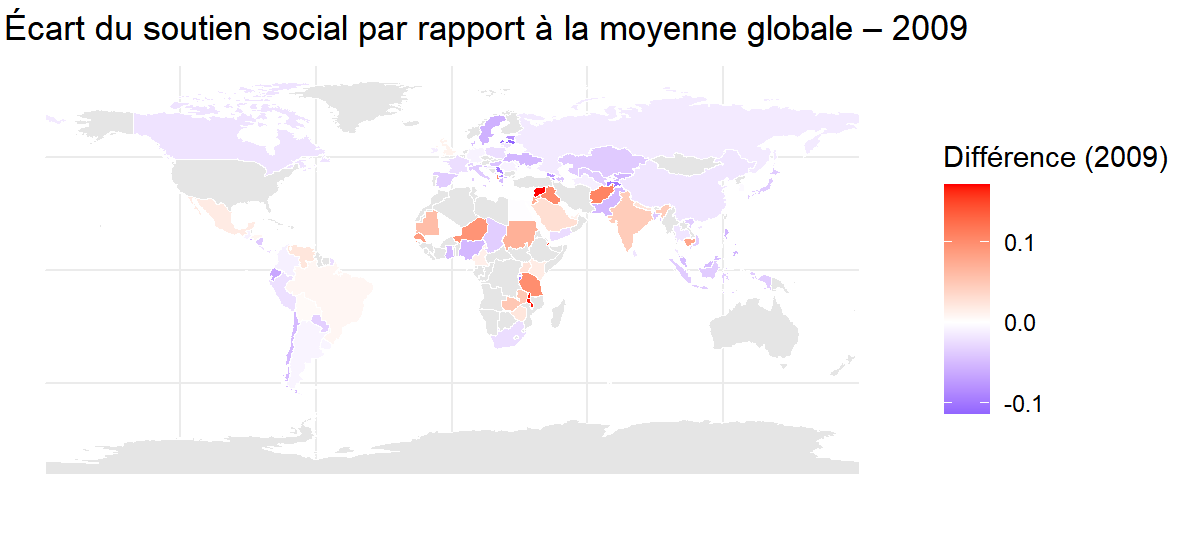 Écart du soutien social par rapport à la moyenne globale – 2009
Différence (2009)
0.1
0.0
-0.1